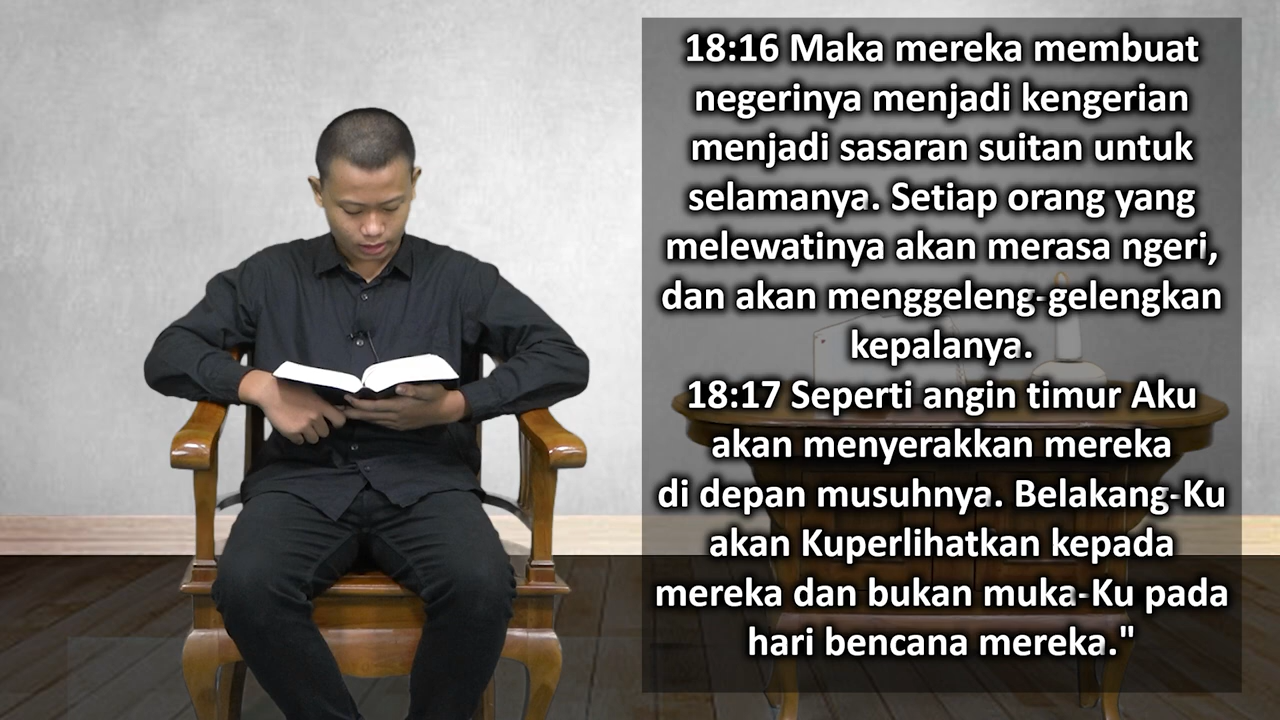 18:16 Maka mereka membuat
negerinya menjadi kengerian
menjadi sasaran suitan untuk
selamanya. Setiap orang yang
melewatinya akan merasa ngeri,
dan akan menggeleng-gelengkan
kepalanya.
18:17 Seperti angin timur Aku
akan menyerakkan mereka
di depan musuhnya. Belakang-Ku
akan Kuperlihatkan kepada
mereka dan bukan muka-Ku pada
hari bencana mereka."